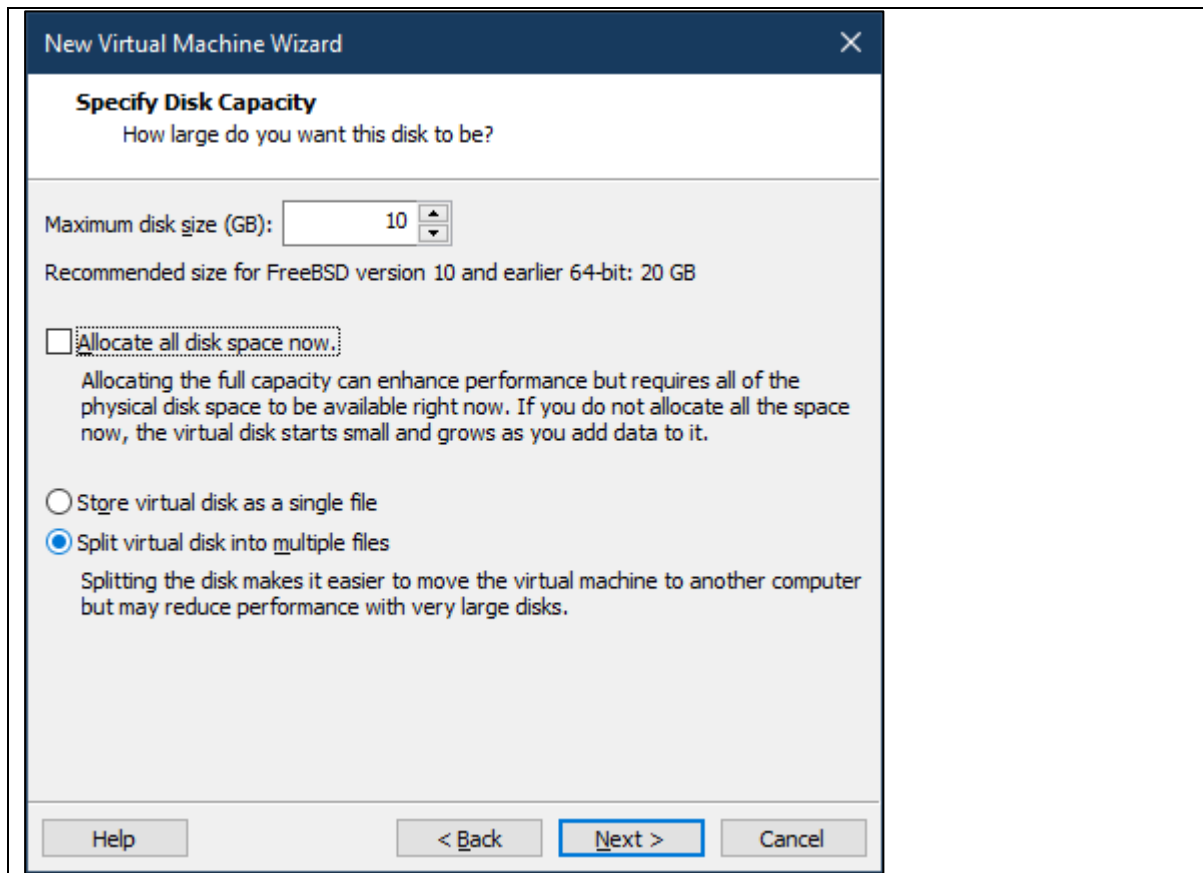 New Virtual Machine Wizard
Specify Disk Capacity
How large do you want this disk to be?
Maximum disk size (GB): 10
Recommended size for FreeBSD version 10 and earlier 64-bit: 20 GB
Allocate all disk space now.
Allocating the full capacity can enhance performance but requires all of the
physical disk space to be available right now. If you do not allocate all the space
now, the virtual disk starts small and grows as you add data to it.
Store virtual disk as a single file
Split virtual disk into multiple files
Splitting the disk makes it easier to move the virtual machine to another computer
but may reduce performance with very large disks.
Help < Back Next > Cancel